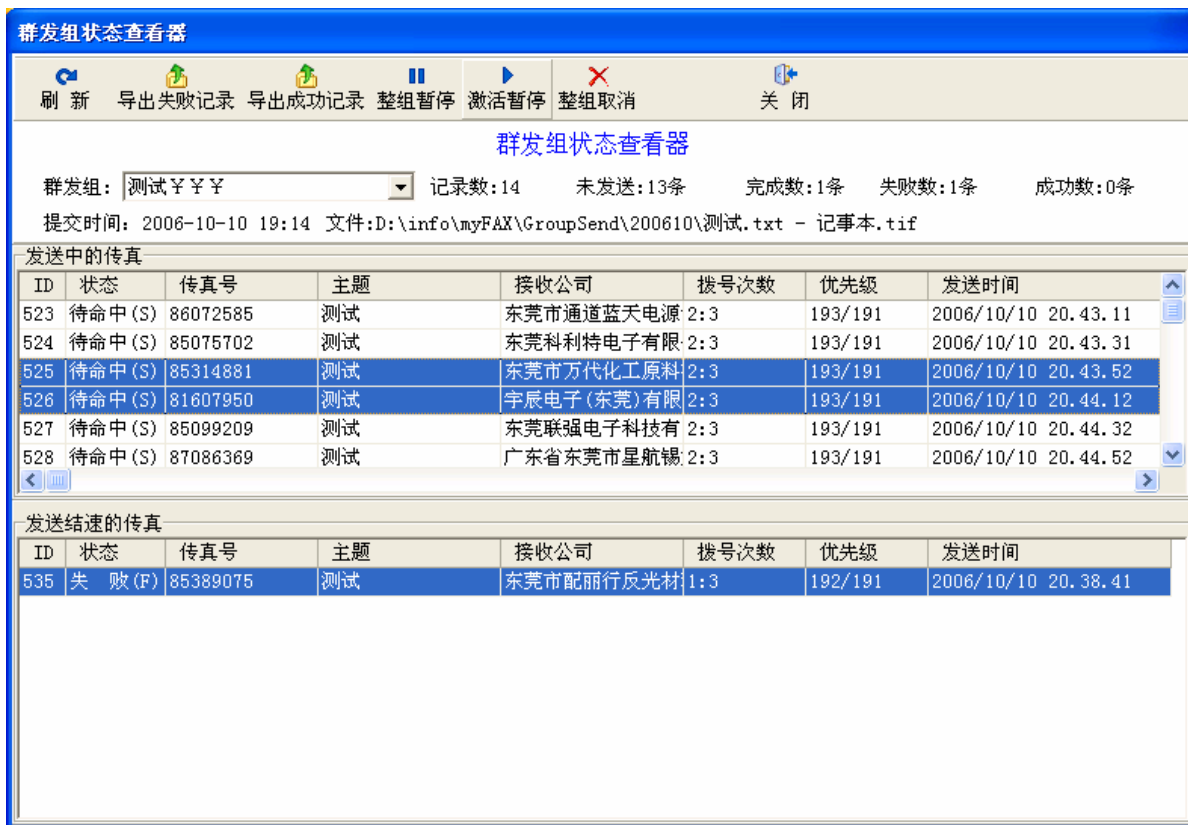 群发组状态查看器
刷 新 导出失败记录 导出成功记录 整组暂停 激活暂停 整组取消 关 闭
群发组状态查看器
群发组: 测试￥￥￥ 记录数:14 未发送:13条 完成数:1条 失败数:1条 成功数:0条
提交时间: 2006-10-10 19:14 文件:D:\info\myFAX\GroupSend\200610\测试.txt - 记事本.tif
发送中的传真
ID 状态 传真号 主题 接收公司 拨号次数 优先级 发送时间
523 待命中(S) 86072585 测试 东莞市通道蓝天电源 2:3 193/191 2006/10/10 20.43.11
524 待命中(S) 85075702 测试 东莞科利特电子有限 2:3 193/191 2006/10/10 20.43.31
525 待命中(S) 85314881 测试 东莞市万代化工原料 2:3 193/191 2006/10/10 20.43.52
526 待命中(S) 81607950 测试 宇辰电子(东莞)有限 2:3 193/191 2006/10/10 20.44.12
527 待命中(S) 85099209 测试 东莞联强电子科技有 2:3 193/191 2006/10/10 20.44.32
528 待命中(S) 87086369 测试 广东省东莞市星航锡 2:3 193/191 2006/10/10 20.44.52
发送结速的传真
ID 状态 传真号 主题 接收公司 拨号次数 优先级 发送时间
535 失 败(F) 85389075 测试 东莞市配丽行反光材 1:3 192/191 2006/10/10 20.38.41